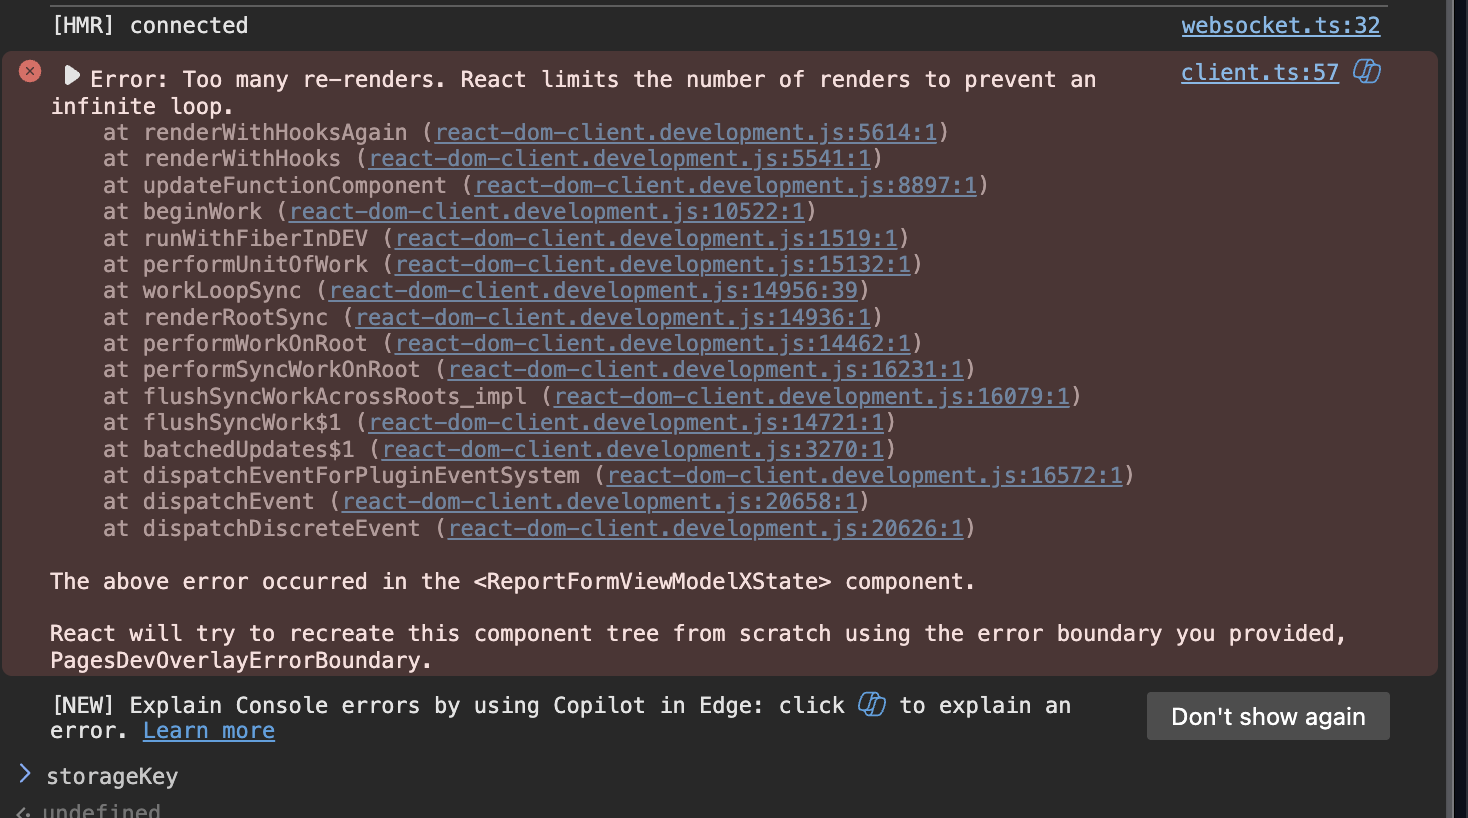 [HMR] connected websocket.ts:32
Error: Too many re-renders. React limits the number of renders to prevent an client.ts:57
infinite loop.
at renderWithHooksAgain (react-dom-client.development.js:5614:1)
at renderWithHooks (react-dom-client.development.js:5541:1)
at updateFunctionComponent (react-dom-client.development.js:8897:1)
at beginWork (react-dom-client.development.js:10522:1)
at runWithFiberInDEV (react-dom-client.development.js:1519:1)
at performUnitOfWork (react-dom-client.development.js:15132:1)
at workLoopSync (react-dom-client.development.js:14956:39)
at renderRootSync (react-dom-client.development.js:14936:1)
at performWorkOnRoot (react-dom-client.development.js:14462:1)
at performSyncWorkOnRoot (react-dom-client.development.js:16231:1)
at flushSyncWorkAcrossRoots_impl (react-dom-client.development.js:16079:1)
at flushSyncWork$1 (react-dom-client.development.js:14721:1)
at batchedUpdates$1 (react-dom-client.development.js:3270:1)
at dispatchEventForPluginEventSystem (react-dom-client.development.js:16572:1)
at dispatchEvent (react-dom-client.development.js:20658:1)
at dispatchDiscreteEvent (react-dom-client.development.js:20626:1)
The above error occurred in the <ReportFormViewModelXState> component.
React will try to recreate this component tree from scratch using the error boundary you provided,
PagesDevOverlayErrorBoundary.
[NEW] Explain Console errors by using Copilot in Edge: click to explain an
error. Learn more
Don't show again
storageKey
undefined